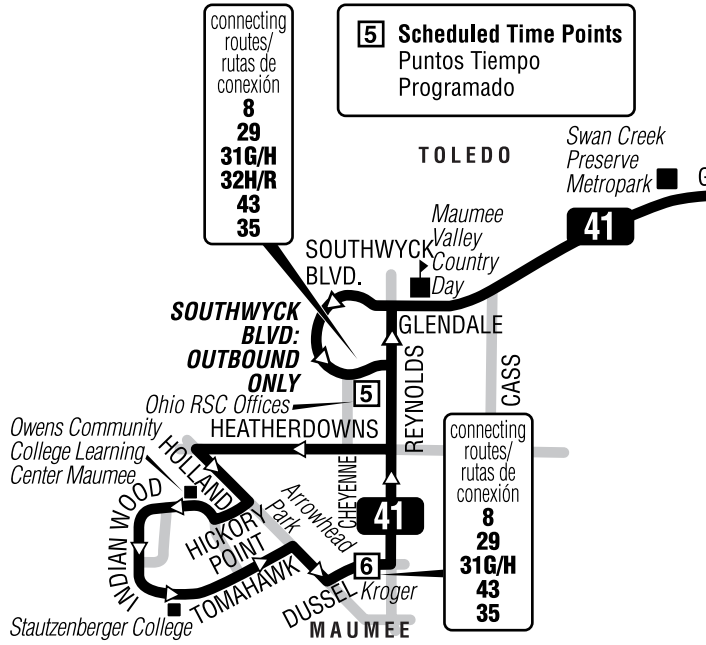 connecting
routes/
rutas de
conexión
8
29
31G/H
32H/R
43
35
5 Scheduled Time Points
Puntos Tiempo
Programado
TOLEDO
Swan Creek
Preserve
Metropark
41
Maumee
Valley
Country
Day
SOUTHWYCK
BLVD.
SOUTHWYCK
BLVD:
OUTBOUND
ONLY
GLENDALE
REYNOLDS
CASS
5
Ohio RSC Offices
HEATHERDOWNS
Owens Community
College Learning
Center Maumee
HOLLAND
CHEYENNE
Arrowhead
Park
41
INDIAN WOOD
HICKORY
POINT
TOMAHAWK
DUSSEL
6
Kroger
Stautzenberger College
MAUMEE
connecting
routes/
rutas de
conexión
8
29
31G/H
43
35